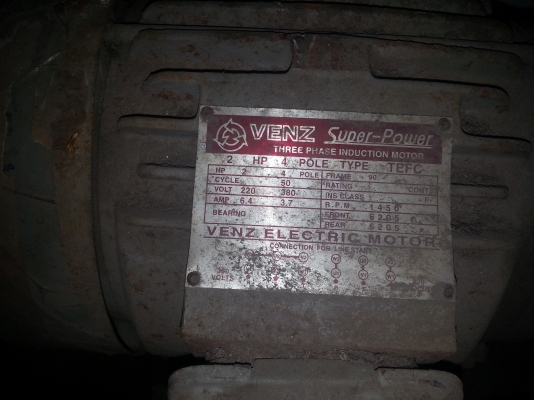 VENZ Super-Power
THREE PHASE INDUCTION MOTOR
2 HP 4 POLE TYPE TEFC
HP 2 4 POLE FRAME 90
CYCLE 50 RATING CONT.
VOLT 220 380 INS CLASS
AMP 6.4 3.7 R.P.M. 1450
BEARING FRONT 6205
REAR 6205
VENZ ELECTRIC MOTOR
CONNECTION FOR LINE START
VOLTS